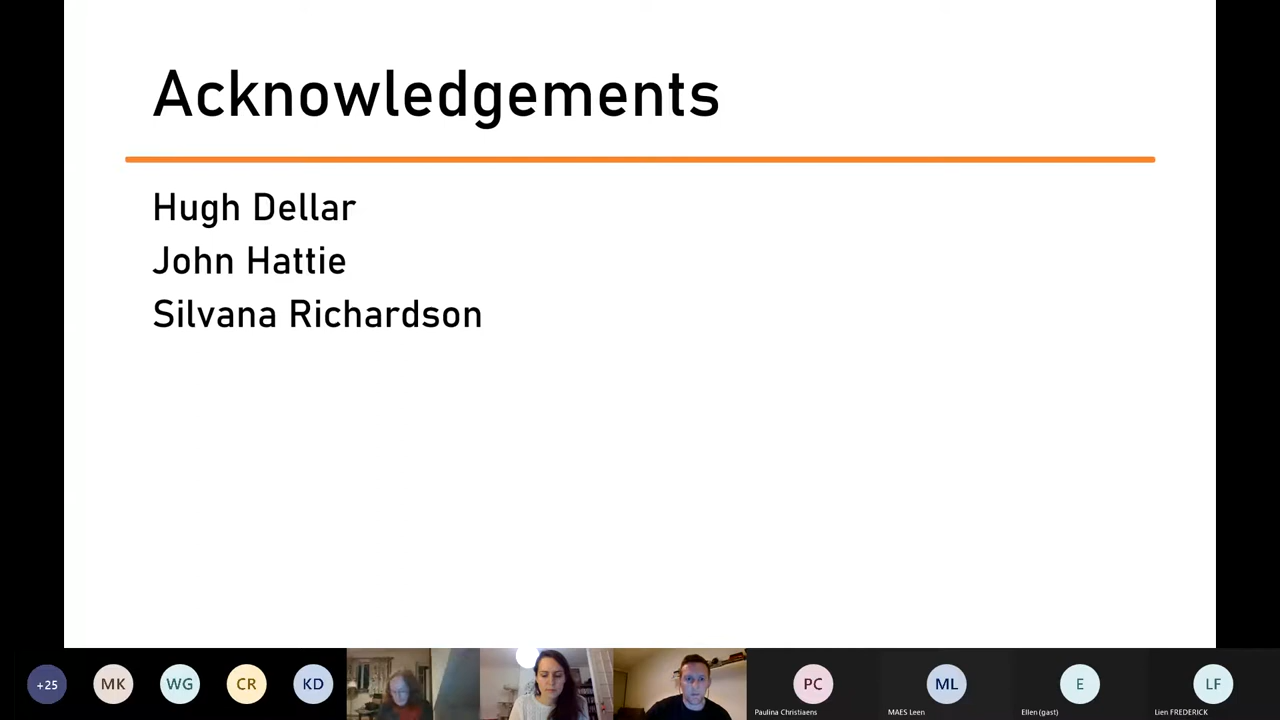 Acknowledgements
Hugh Dellar
John Hattie
Silvana Richardson
+25
MK
WG
CR
KD
PC
ML
E
LF
Paulina Christiaens
MAES Leen
Ellen (gast)
Lien FREDERICK